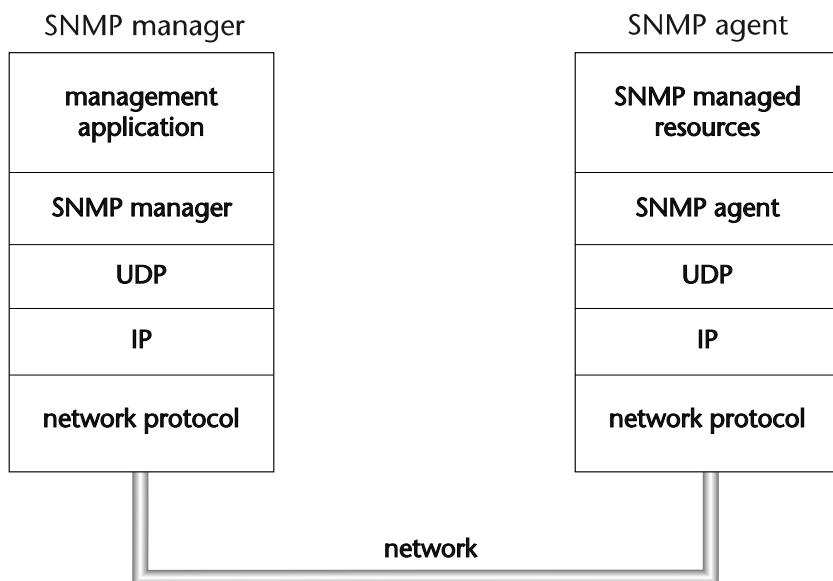 SNMP manager
management
application
SNMP manager
UDP
IP
network protocol
SNMP agent
SNMP managed
resources
SNMP agent
UDP
IP
network protocol
network